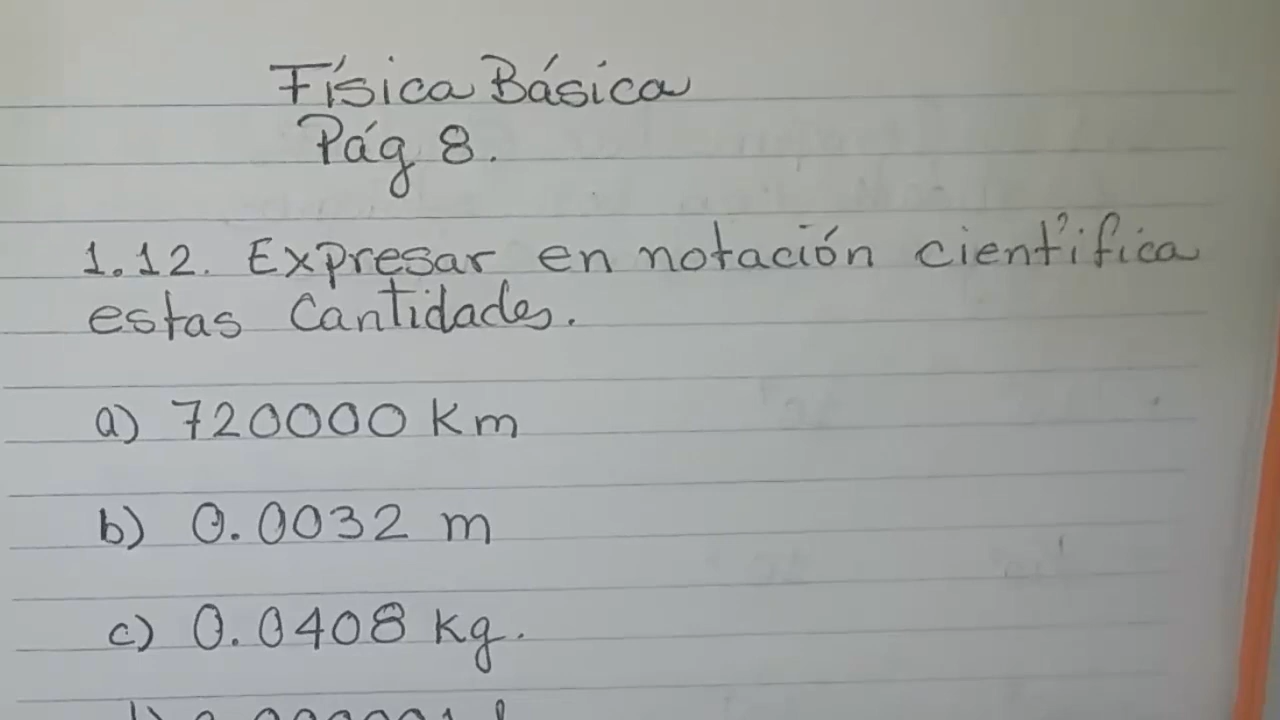 Física Básica
Pág 8.
1.12. Expresar en notación científica
estas Cantidades.
a) 720000 Km
b) 0.0032 m
c) 0.0408 kg.